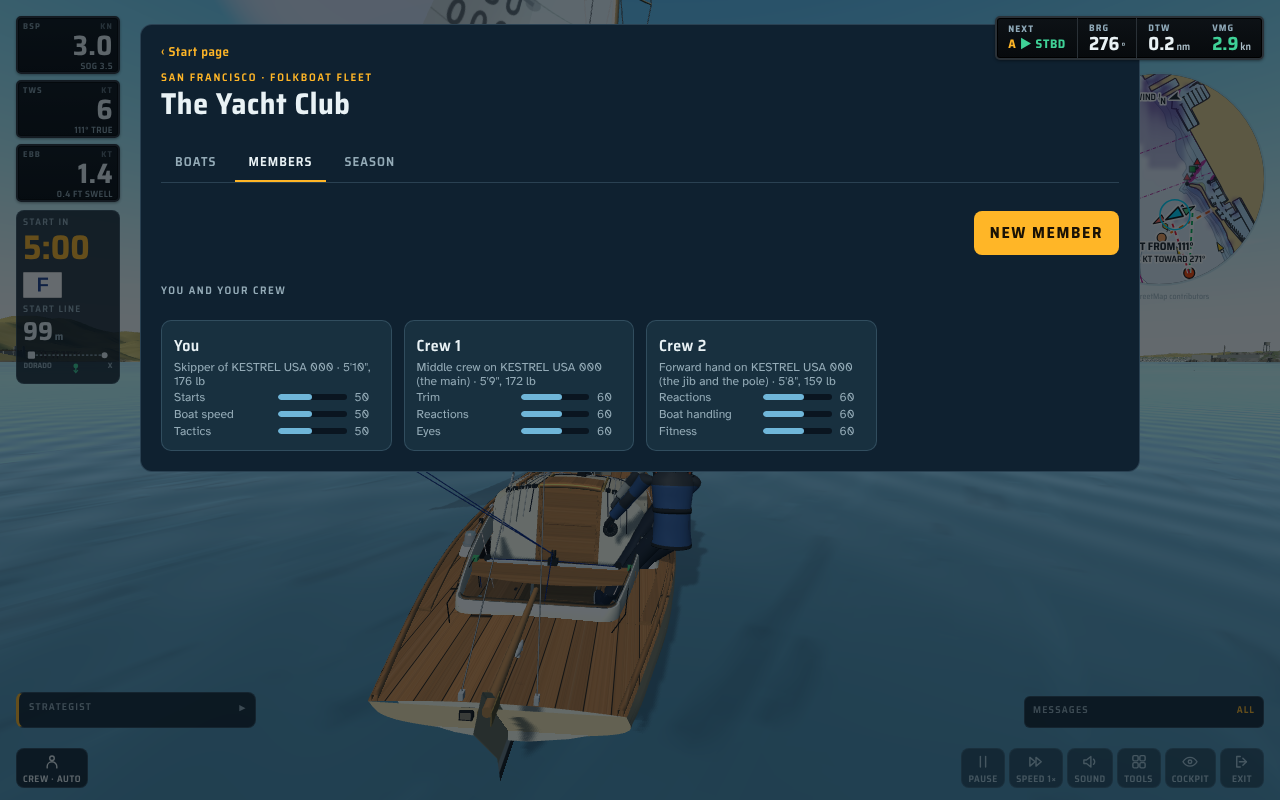 BSP KN
3.0
SOG 3.5
TWS KT
6
111° TRUE
EBB KT
1.4
0.4 FT SWELL
START IN
5:00
F
START LINE
99 m
DORADO X
‹ Start page
SAN FRANCISCO · FOLKBOAT FLEET
The Yacht Club
BOATS MEMBERS SEASON
NEW MEMBER
YOU AND YOUR CREW
You
Skipper of KESTREL USA 000 · 5'10",
176 lb
Starts 50
Boat speed 50
Tactics 50
Crew 1
Middle crew on KESTREL USA 000
(the main) · 5'9", 172 lb
Trim 60
Reactions 60
Eyes 60
Crew 2
Forward hand on KESTREL USA 000
(the jib and the pole) · 5'8", 159 lb
Reactions 60
Boat handling 60
Fitness 60
NEXT BRG DTW VMG
A ▶ STBD 276° 0.2 nm 2.9 kn
WIND N
T FROM 111°
KT TOWARD 271°
contributors
STRATEGIST ▶
CREW · AUTO
MESSAGES ALL
PAUSE SPEED 1× SOUND TOOLS COCKPIT EXIT